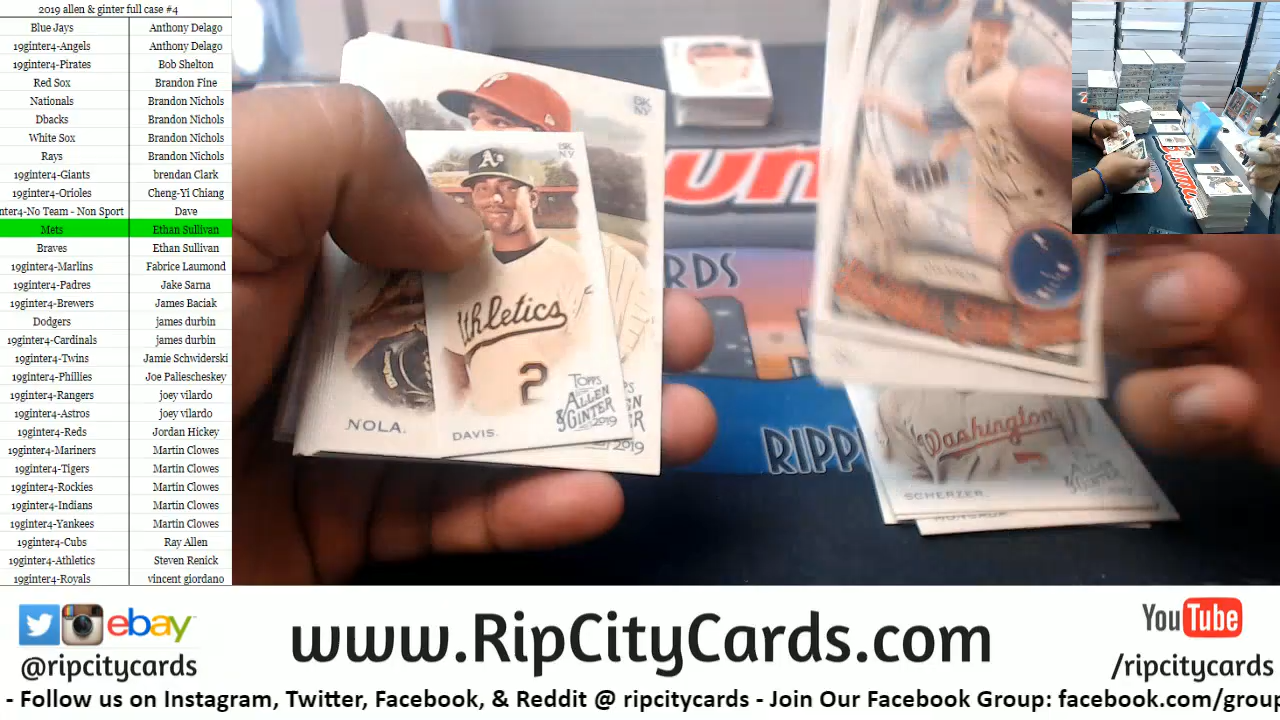 2019 allen & ginter full case #4
Blue Jays Anthony Delago
19ginter4-Angels Anthony Delago
19ginter4-Pirates Bob Shelton
Red Sox Brandon Fine
Nationals Brandon Nichols
Dbacks Brandon Nichols
White Sox Brandon Nichols
Rays Brandon Nichols
19ginter4-Giants brendan Clark
19ginter4-Orioles Cheng-Yi Chiang
nter4-No Team - Non Sport Dave
Mets Ethan Sullivan
Braves Ethan Sullivan
19ginter4-Marlins Fabrice Laumond
19ginter4-Padres Jake Sarna
19ginter4-Brewers James Baciak
Dodgers james durbin
19ginter4-Cardinals james durbin
19ginter4-Twins Jamie Schwiderski
19ginter4-Phillies Joe Paliescheskey
19ginter4-Rangers joey vilardo
19ginter4-Astros joey vilardo
19ginter4-Reds Jordan Hickey
19ginter4-Mariners Martin Clowes
19ginter4-Tigers Martin Clowes
19ginter4-Rockies Martin Clowes
19ginter4-Indians Martin Clowes
19ginter4-Yankees Martin Clowes
19ginter4-Cubs Ray Allen
19ginter4-Athletics Steven Renick
19ginter4-Royals vincent giordano
P
BK NY
A's
BK NY
Athletics
2
NOLA.
DAVIS.
TOPPS ALLEN & GINTER 2019
2019
um
RDS
RIPP
Washington
SCHERZER.
ebay
@ripcitycards
www.RipCityCards.com
YouTube
/ripcitycards
- Follow us on Instagram, Twitter, Facebook, & Reddit @ ripcitycards - Join Our Facebook Group: facebook.com/group